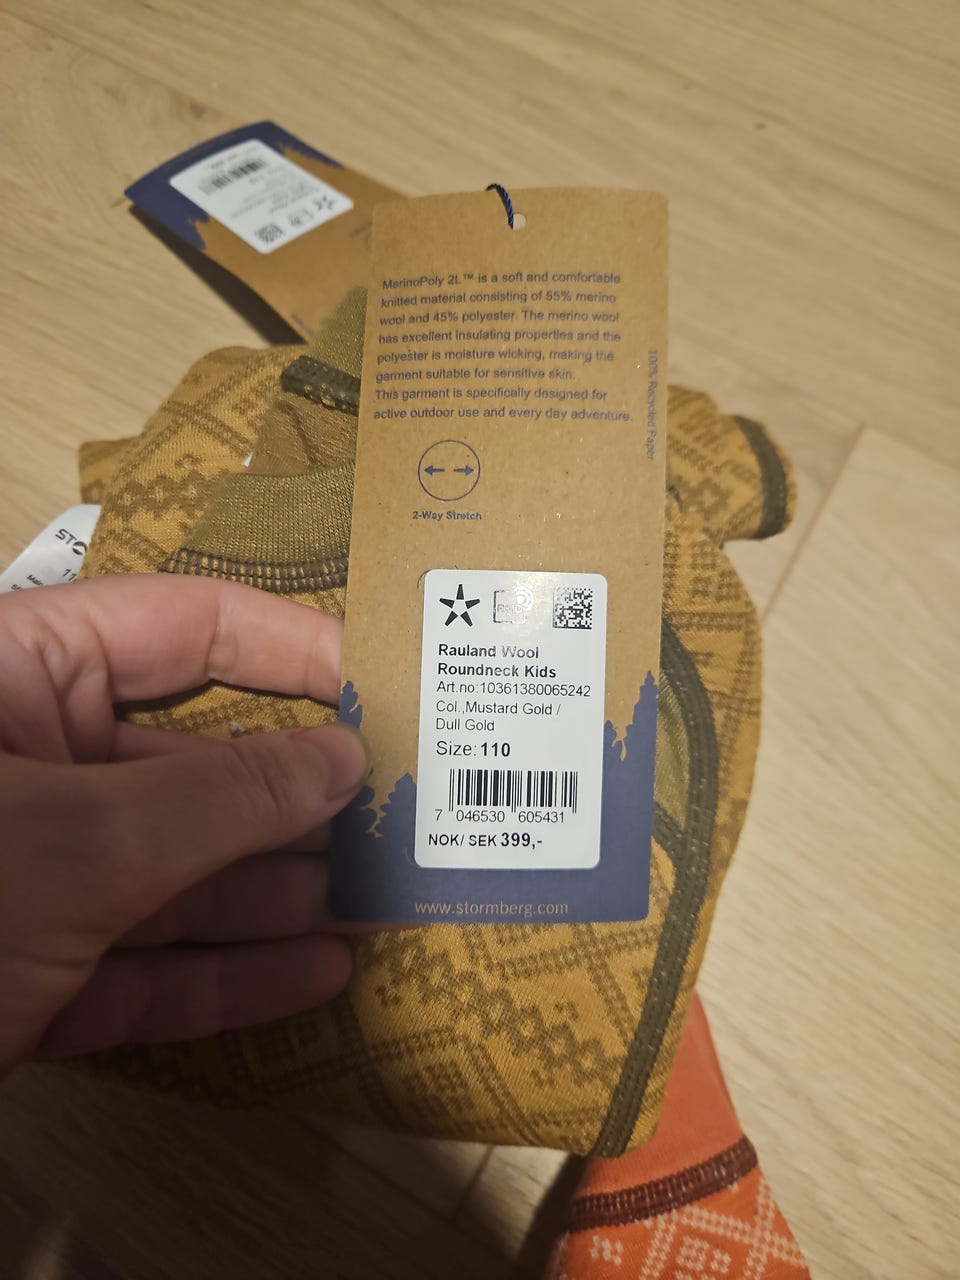 MerinoPoly 2L™ is a soft and comfortable
knitted material consisting of 55% merino
wool and 45% polyester. The merino wool
has excellent insulating properties and the
polyester is moisture wicking, making the
garment suitable for sensitive skin.
This garment is specifically designed for
active outdoor use and every day adventure.
100% Recycled Paper
2-Way Stretch
RFID
Rauland Wool
Roundneck Kids
Art.no:10361380065242
Col.,Mustard Gold /
Dull Gold
Size: 110
7 046530 605431
NOK/ SEK 399,-
www.stormberg.com